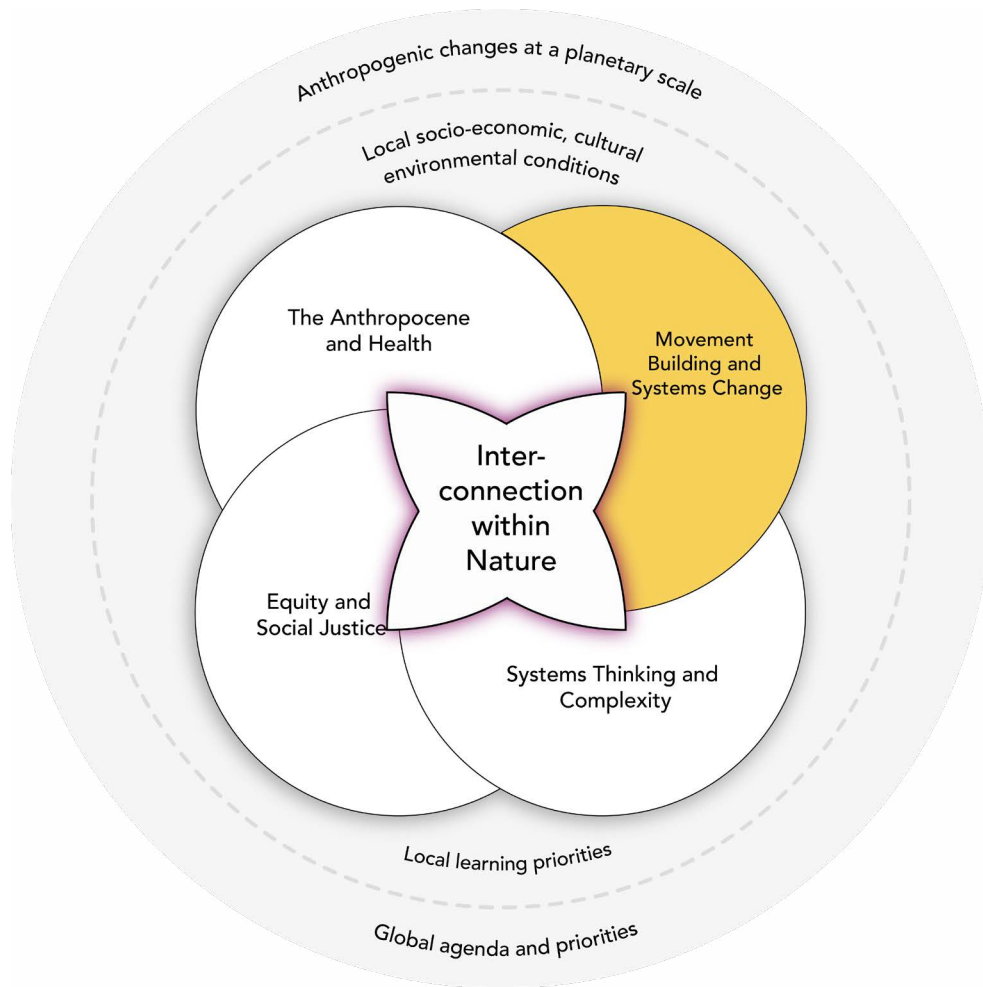 Anthropogenic changes at a planetary scale
Local socio-economic, cultural
environmental conditions
The Anthropocene
and Health
Movement
Building and
Systems Change
Inter-
connection
within
Nature
Equity and
Social Justice
Systems Thinking and
Complexity
Local learning priorities
Global agenda and priorities